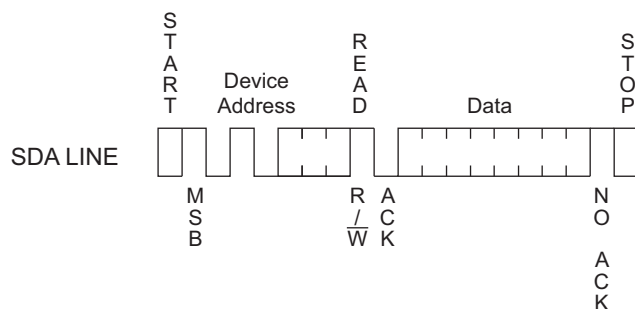 START
Device
Address
READ
Data
STOP
SDA LINE
MSB
R/W̅
ACK
NO ACK